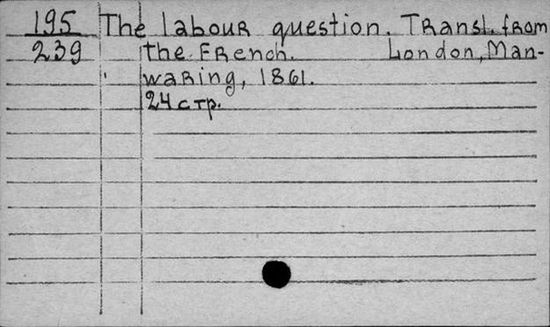 195 The labour question. Transl. from
239 the French. London, Man-
waring, 1861.
24 стр.